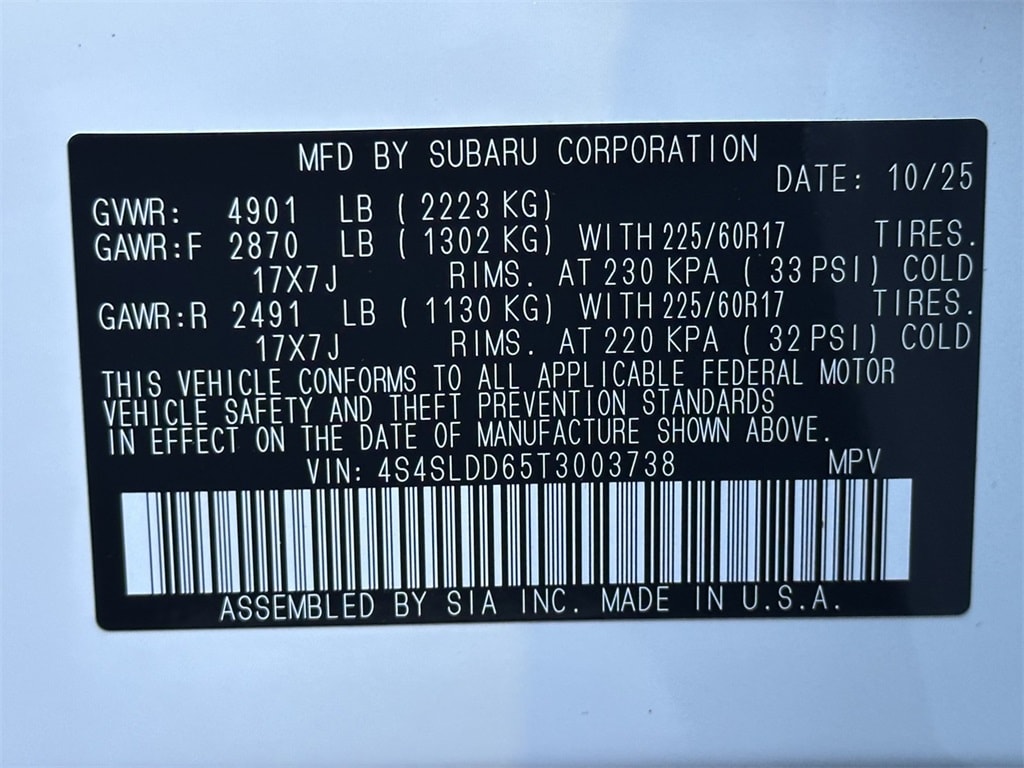 MFD BY SUBARU CORPORATION
DATE: 10/25
GVWR: 4901 LB ( 2223 KG)
GAWR:F 2870 LB ( 1302 KG) WITH 225/60R17 TIRES.
17X7J RIMS. AT 230 KPA ( 33 PSI) COLD
GAWR:R 2491 LB ( 1130 KG) WITH 225/60R17 TIRES.
17X7J RIMS. AT 220 KPA ( 32 PSI) COLD
THIS VEHICLE CONFORMS TO ALL APPLICABLE FEDERAL MOTOR
VEHICLE SAFETY AND THEFT PREVENTION STANDARDS
IN EFFECT ON THE DATE OF MANUFACTURE SHOWN ABOVE.
VIN: 4S4SLDD65T3003738 MPV
ASSEMBLED BY SIA INC. MADE IN U.S.A.